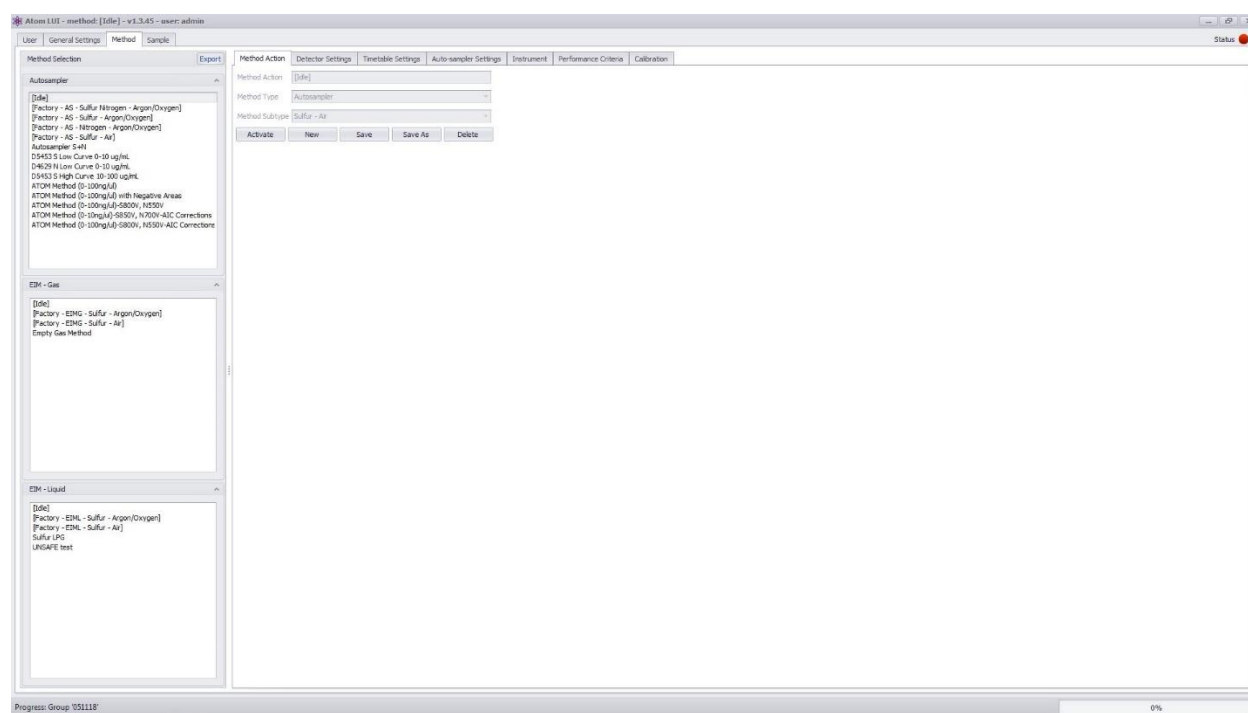 Atom LUI - method: [Idle] - v1.3.45 - user: admin
User General Settings Method Sample
Status
Method Selection Export
Method Action Detector Settings Timetable Settings Auto-sampler Settings Instrument Performance Criteria Calibration
Autosampler
[Idle]
[Factory - AS - Sulfur Nitrogen - Argon/Oxygen]
[Factory - AS - Sulfur - Argon/Oxygen]
[Factory - AS - Nitrogen - Argon/Oxygen]
[Factory - AS - Sulfur - Air]
Autosampler S+N
D5453 S Low Curve 0-10 ug/mL
D4629 N Low Curve 0-10 ug/mL
D5453 S High Curve 10-100 ug/mL
ATOM Method (0-100ng/ul)
ATOM Method (0-100ng/ul) with Negative Areas
ATOM Method (0-100ng/ul)-S800V, N550V
ATOM Method (0-10ng/ul)-S850V, N700V-AIC Corrections
ATOM Method (0-100ng/ul)-S800V, N550V-AIC Corrections
Method Action [Idle]
Method Type Autosampler
Method Subtype Sulfur - Air
Activate New Save Save As Delete
EIM - Gas
[Idle]
[Factory - EIMG - Sulfur - Argon/Oxygen]
[Factory - EIMG - Sulfur - Air]
Empty Gas Method
EIM - Liquid
[Idle]
[Factory - EIML - Sulfur - Argon/Oxygen]
[Factory - EIML - Sulfur - Air]
Sulfur LPG
UNSAFE test
Progress: Group '051118'
0%